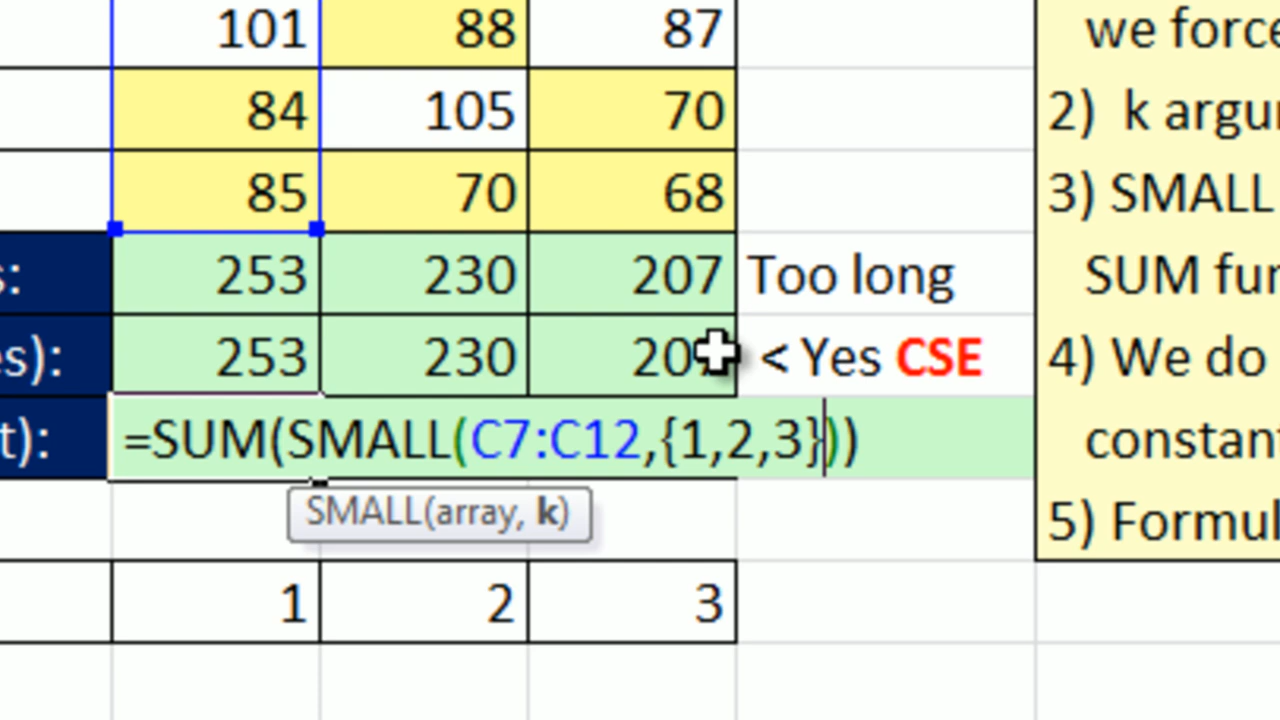 101 88 87 we force
84 105 70 2) k argu
85 70 68 3) SMALL
s: 253 230 207 Too long SUM fun
es): 253 230 20 < Yes CSE 4) We do
t): =SUM(SMALL(C7:C12,{1,2,3})) constant
SMALL(array, k) 5) Formul
1 2 3